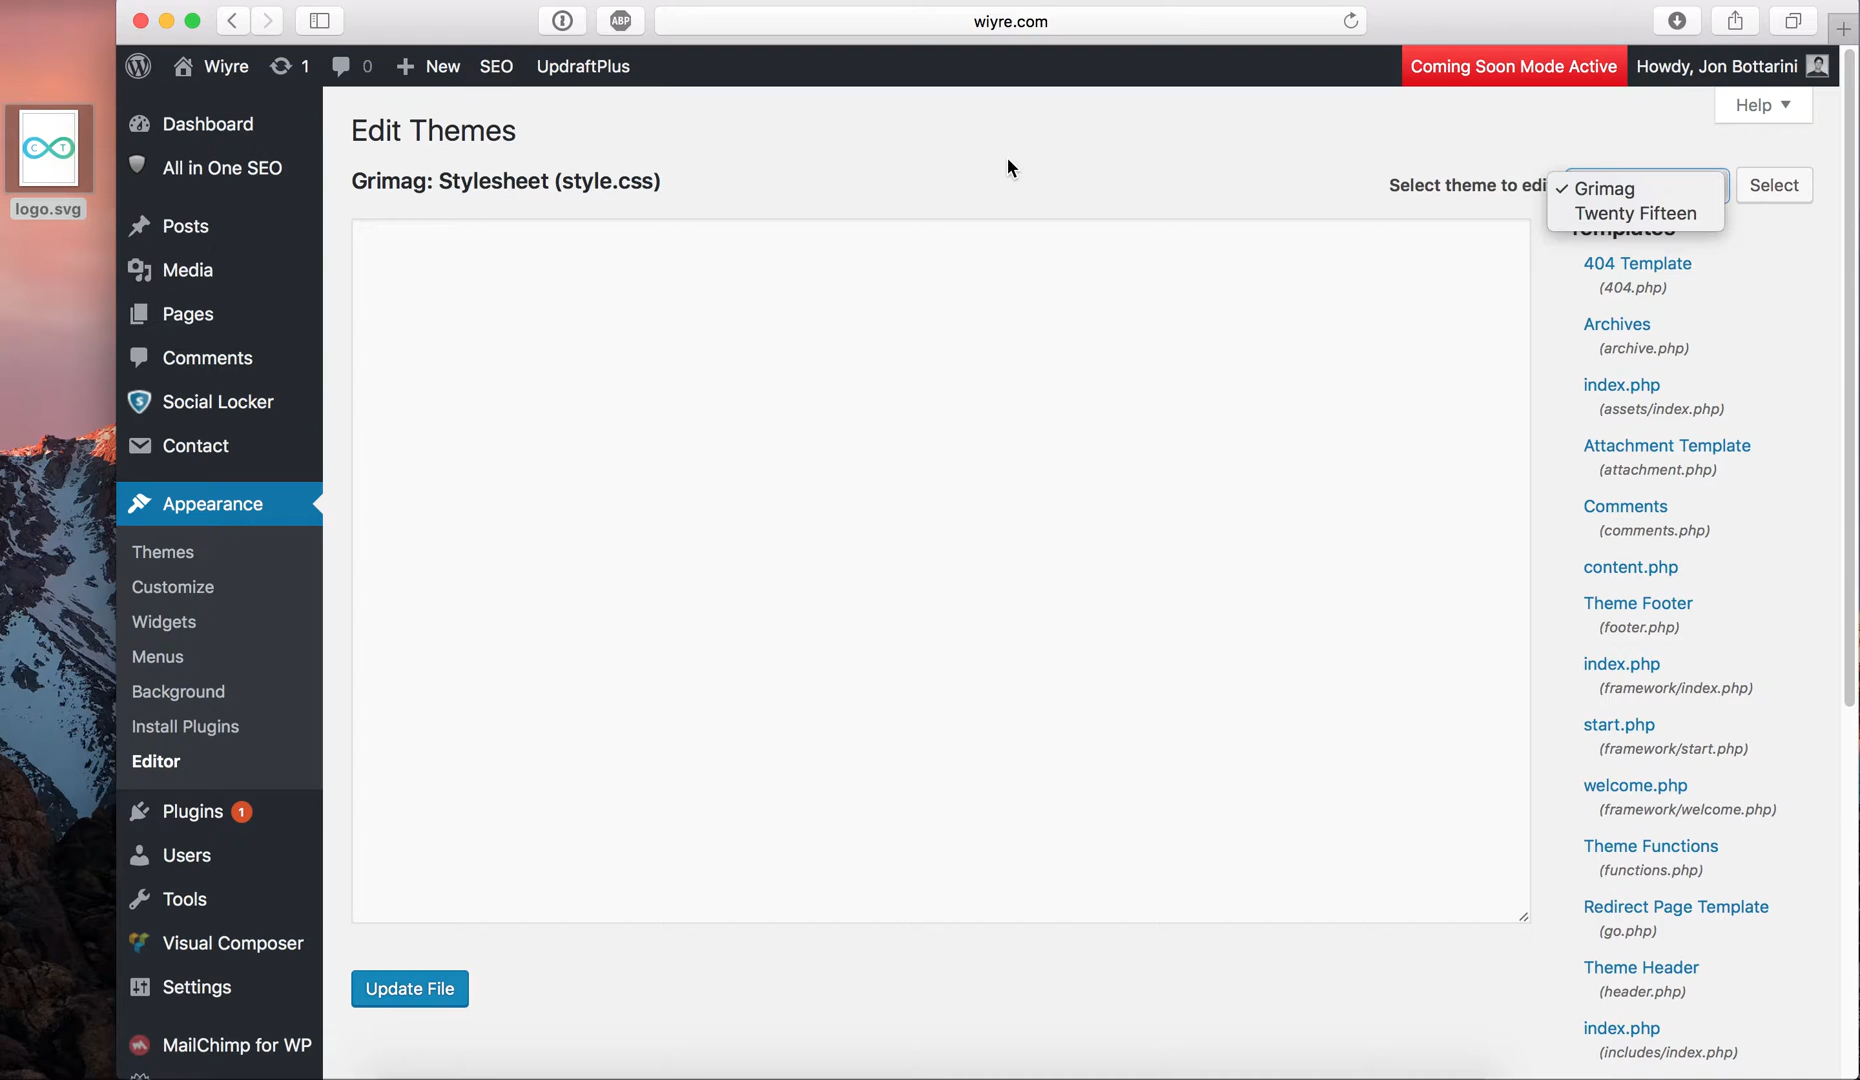 ABP
wiyre.com
Wiyre
1
0
New
SEO
UpdraftPlus
Coming Soon Mode Active
Howdy, Jon Bottarini
Help
C T
logo.svg
Dashboard
All in One SEO
Posts
Media
Pages
Comments
Social Locker
Contact
Appearance
Themes
Customize
Widgets
Menus
Background
Install Plugins
Editor
Plugins 1
Users
Tools
Visual Composer
Settings
MailChimp for WP
Edit Themes
Grimag: Stylesheet (style.css)
Select theme to edi
Grimag
Twenty Fifteen
Select
Update File
Templates
404 Template
(404.php)
Archives
(archive.php)
index.php
(assets/index.php)
Attachment Template
(attachment.php)
Comments
(comments.php)
content.php
Theme Footer
(footer.php)
index.php
(framework/index.php)
start.php
(framework/start.php)
welcome.php
(framework/welcome.php)
Theme Functions
(functions.php)
Redirect Page Template
(go.php)
Theme Header
(header.php)
index.php
(includes/index.php)